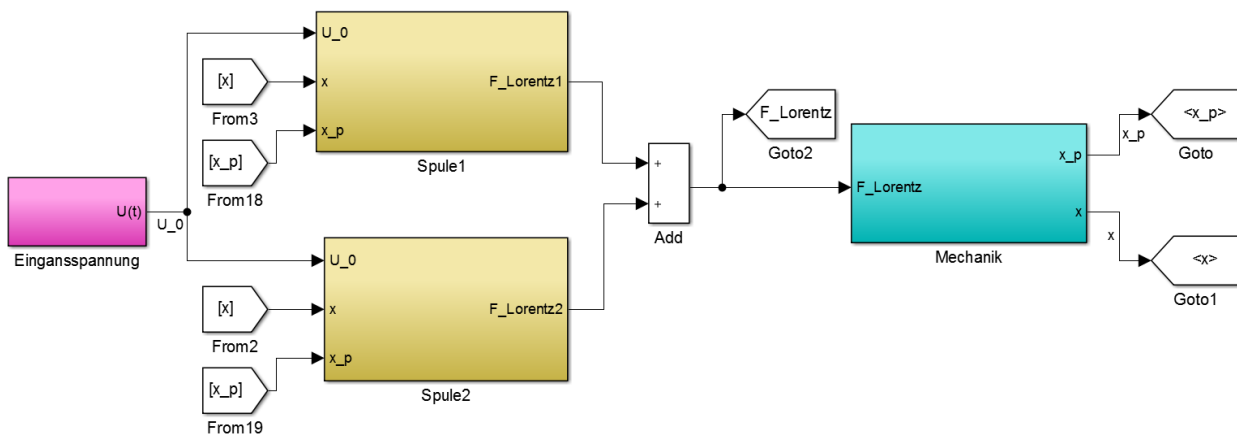 U(t)
U_0
Eingansspannung
[x]
From3
[x_p]
From18
U_0
x
x_p
F_Lorentz1
Spule1
[x]
From2
[x_p]
From19
U_0
x
x_p
F_Lorentz2
Spule2
+
+
Add
F_Lorentz
Goto2
F_Lorentz
x_p
x
Mechanik
x_p
x
<x_p>
Goto
<x>
Goto1